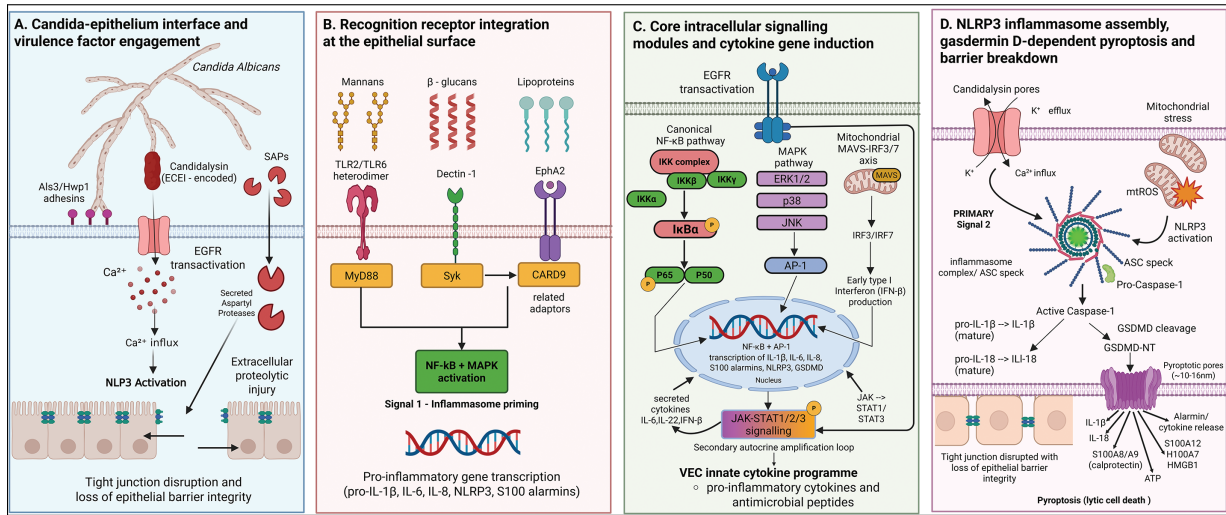 A. Candida-epithelium interface and
virulence factor engagement
Candida Albicans
Candidalysin
(ECEI - encoded)
SAPs
Als3/Hwp1
adhesins
EGFR
transactivation
Ca²⁺
Secreted
Aspartyl
Proteases
Ca²⁺ influx
NLP3 Activation
Extracellular
proteolytic
injury
Tight junction disruption and
loss of epithelial barrier integrity
B. Recognition receptor integration
at the epithelial surface
Mannans
β - glucans
Lipoproteins
TLR2/TLR6
heterodimer
Dectin -1
EphA2
MyD88
Syk
CARD9
related
adaptors
NF-kB + MAPK
activation
Signal 1 - Inflammasome priming
Pro-inflammatory gene transcription
(pro-IL-1β, IL-6, IL-8, NLRP3, S100 alarmins)
C. Core intracellular signalling
modules and cytokine gene induction
EGFR
transactivation
Canonical
NF-κB pathway
IKK complex
IKKβ
IKKγ
IKKα
IκBα
P
P65
P50
P
MAPK
pathway
ERK1/2
p38
JNK
AP-1
Mitochondrial
MAVS-IRF3/7
axis
MAVS
IRF3/IRF7
Early type I
Interferon (IFN-β)
production
NF-κB + AP-1
transcription of IL-1β, IL-6, IL-8,
S100 alarmins, NLRP3, GSDMD
Nucleus
secreted
cytokines
IL-6,IL-22,IFN-β
JAK-STAT1/2/3
signalling
P
JAK -->
STAT1/
STAT3
Secondary autocrine amplification loop
VEC innate cytokine programme
○ pro-inflammatory cytokines and
antimicrobial peptides
D. NLRP3 inflammasome assembly,
gasdermin D-dependent pyroptosis and
barrier breakdown
Candidalysin pores
K⁺ efflux
Mitochondrial
stress
K⁺
Ca²⁺influx
mtROS
PRIMARY
Signal 2
NLRP3
activation
inflammasome
complex/ ASC speck
ASC speck
Pro-Caspase-1
Active Caspase-1
pro-IL-1β --> IL-1β
(mature)
GSDMD cleavage
GSDMD-NT
pro-IL-18 --> ILI-18
(mature)
Pyroptotic pores
(~10-16nm)
IL-1β
IL-18
S100A8/A9
(calprotectin)
Alarmin/
cytokine release
S100A12
H100A7
HMGB1
ATP
Tight junction disrupted with
loss of epithelial barrier
integrity
Pyroptosis (lytic cell death )